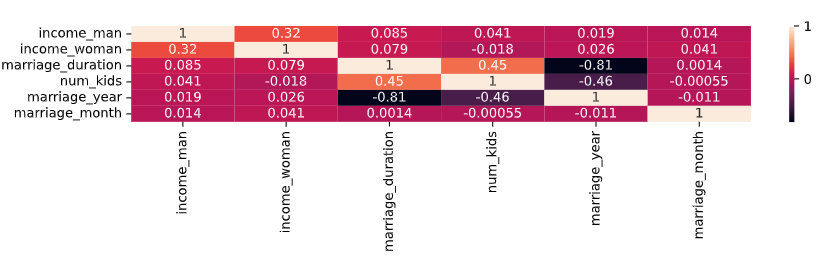 income_man 1 0.32 0.085 0.041 0.019 0.014 1
income_woman 0.32 1 0.079 -0.018 0.026 0.041
marriage_duration 0.085 0.079 1 0.45 -0.81 0.0014
num_kids 0.041 -0.018 0.45 1 -0.46 -0.00055 0
marriage_year 0.019 0.026 -0.81 -0.46 1 -0.011
marriage_month 0.014 0.041 0.0014 -0.00055 -0.011 1
income_man
income_woman
marriage_duration
num_kids
marriage_year
marriage_month